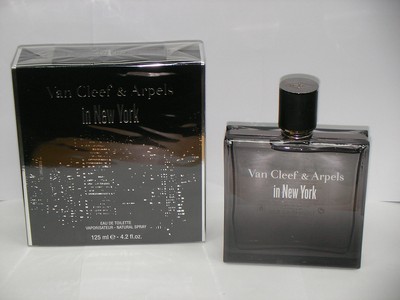 Van Cleef & Arpels
in New York
EAU DE TOILETTE
VAPORISATEUR - NATURAL SPRAY
125 ml e - 4.2 fl.oz.
Van Cleef & Arpels
in New York